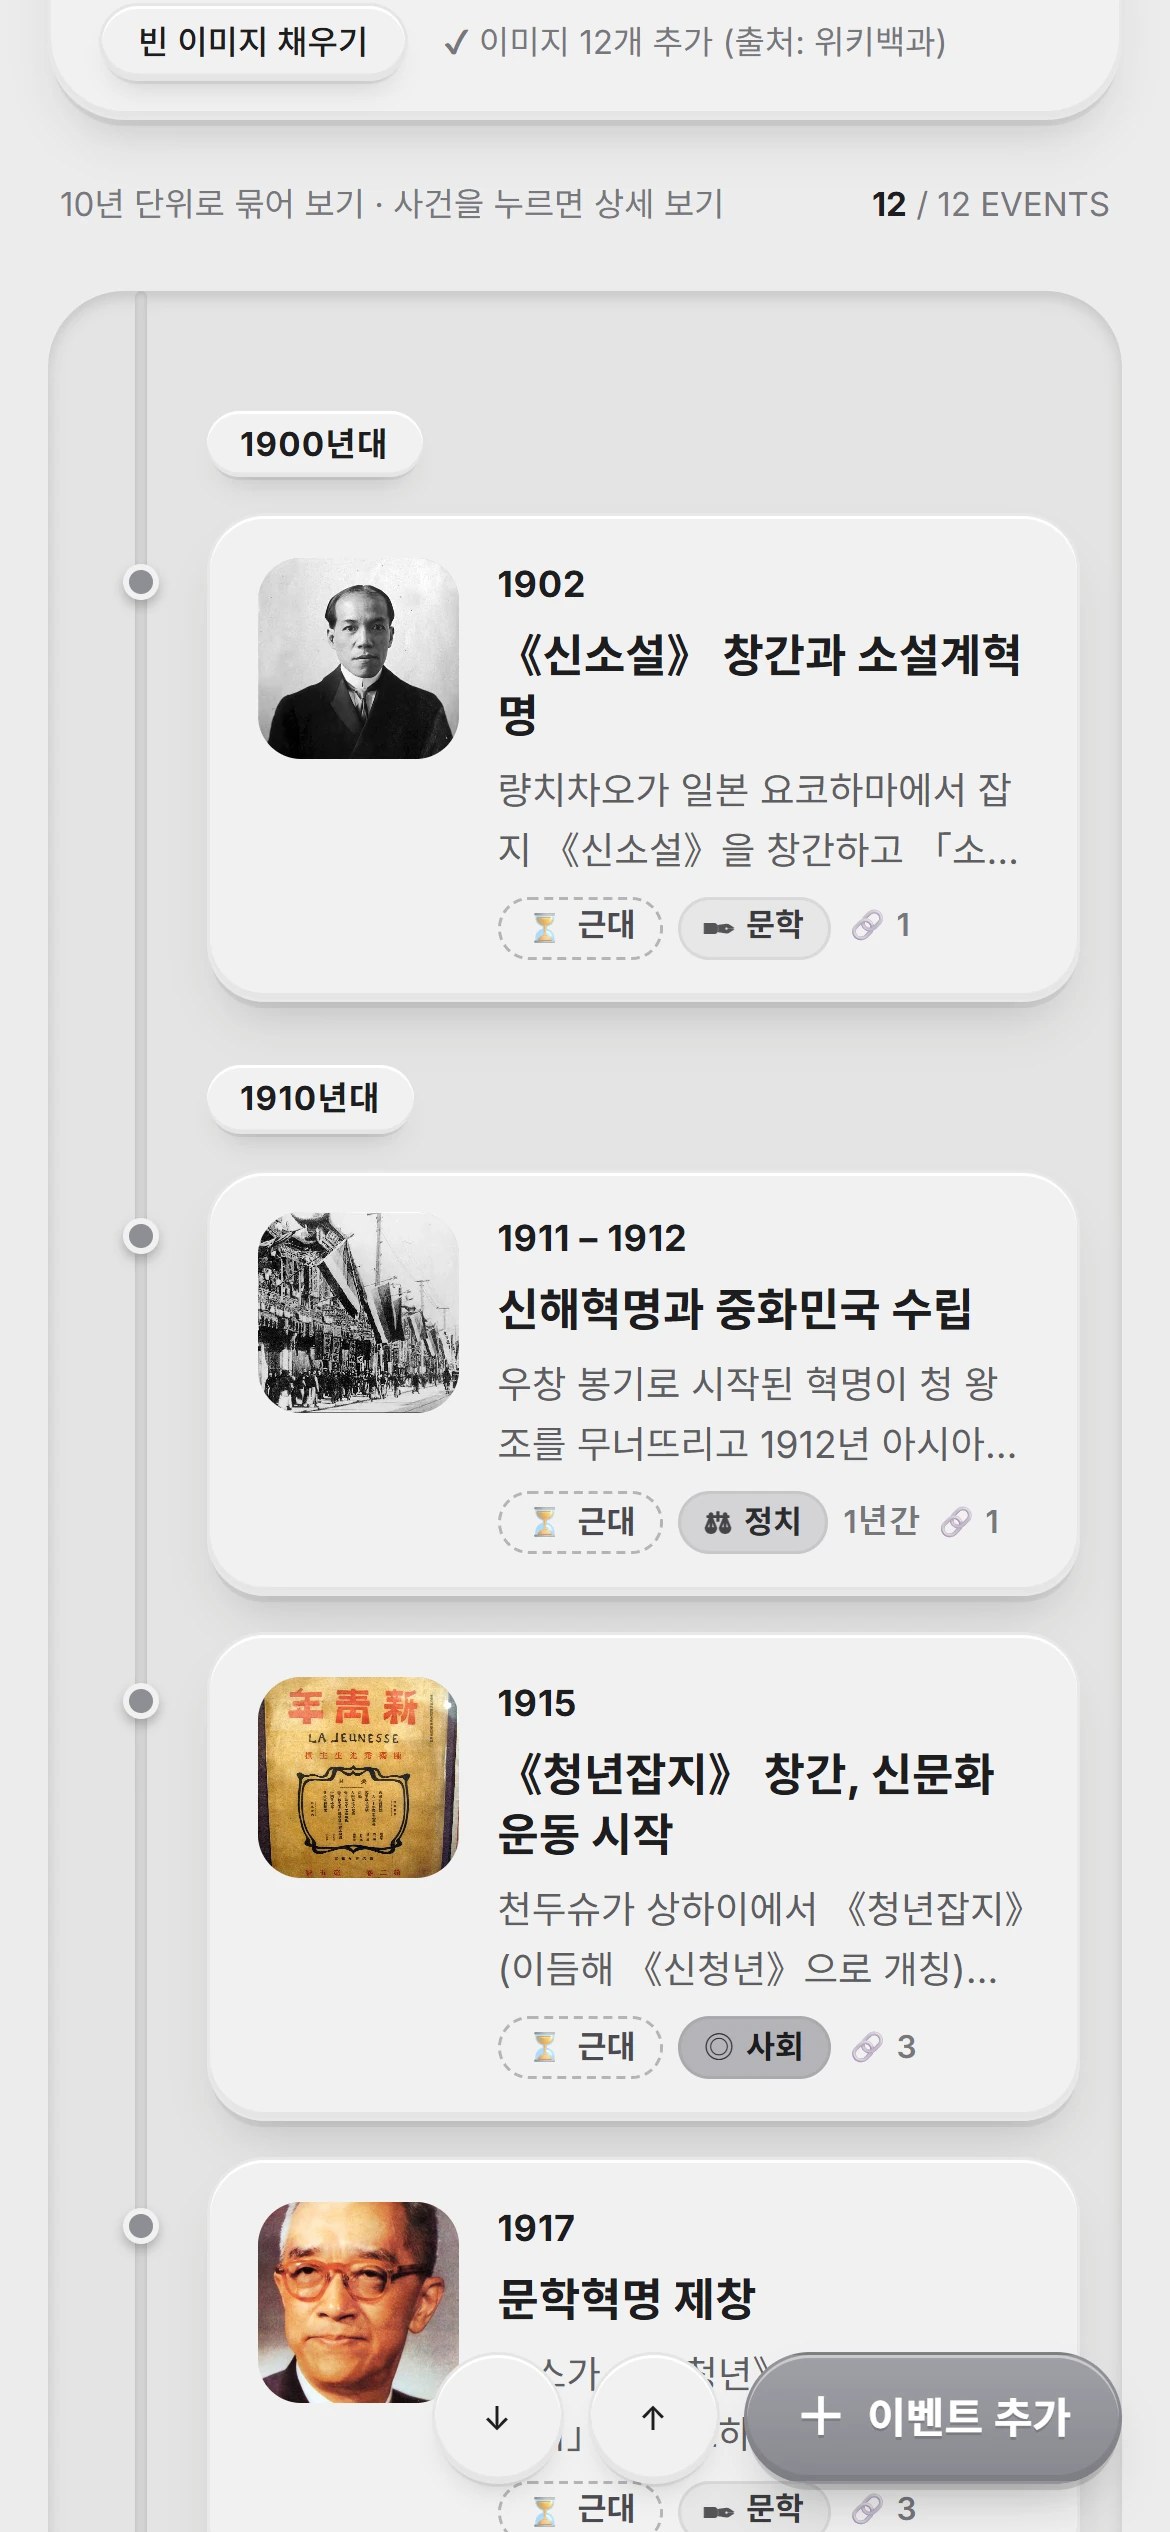 빈 이미지 채우기
✓ 이미지 12개 추가 (출처: 위키백과)
10년 단위로 묶어 보기 · 사건을 누르면 상세 보기
12 / 12 EVENTS
1900년대
1902
《신소설》 창간과 소설계혁
명
량치차오가 일본 요코하마에서 잡
지 《신소설》을 창간하고 「소...
근대 문학 1
1910년대
1911 – 1912
신해혁명과 중화민국 수립
우창 봉기로 시작된 혁명이 청 왕
조를 무너뜨리고 1912년 아시아...
근대 정치 1년간 1
年靑新
LA JEUNESSE
1915
《청년잡지》 창간, 신문화
운동 시작
천두슈가 상하이에서 《청년잡지》
(이듬해 《신청년》으로 개칭)...
근대 사회 3
1917
문학혁명 제창
↓ ↑ + 이벤트 추가
근대 문학 3